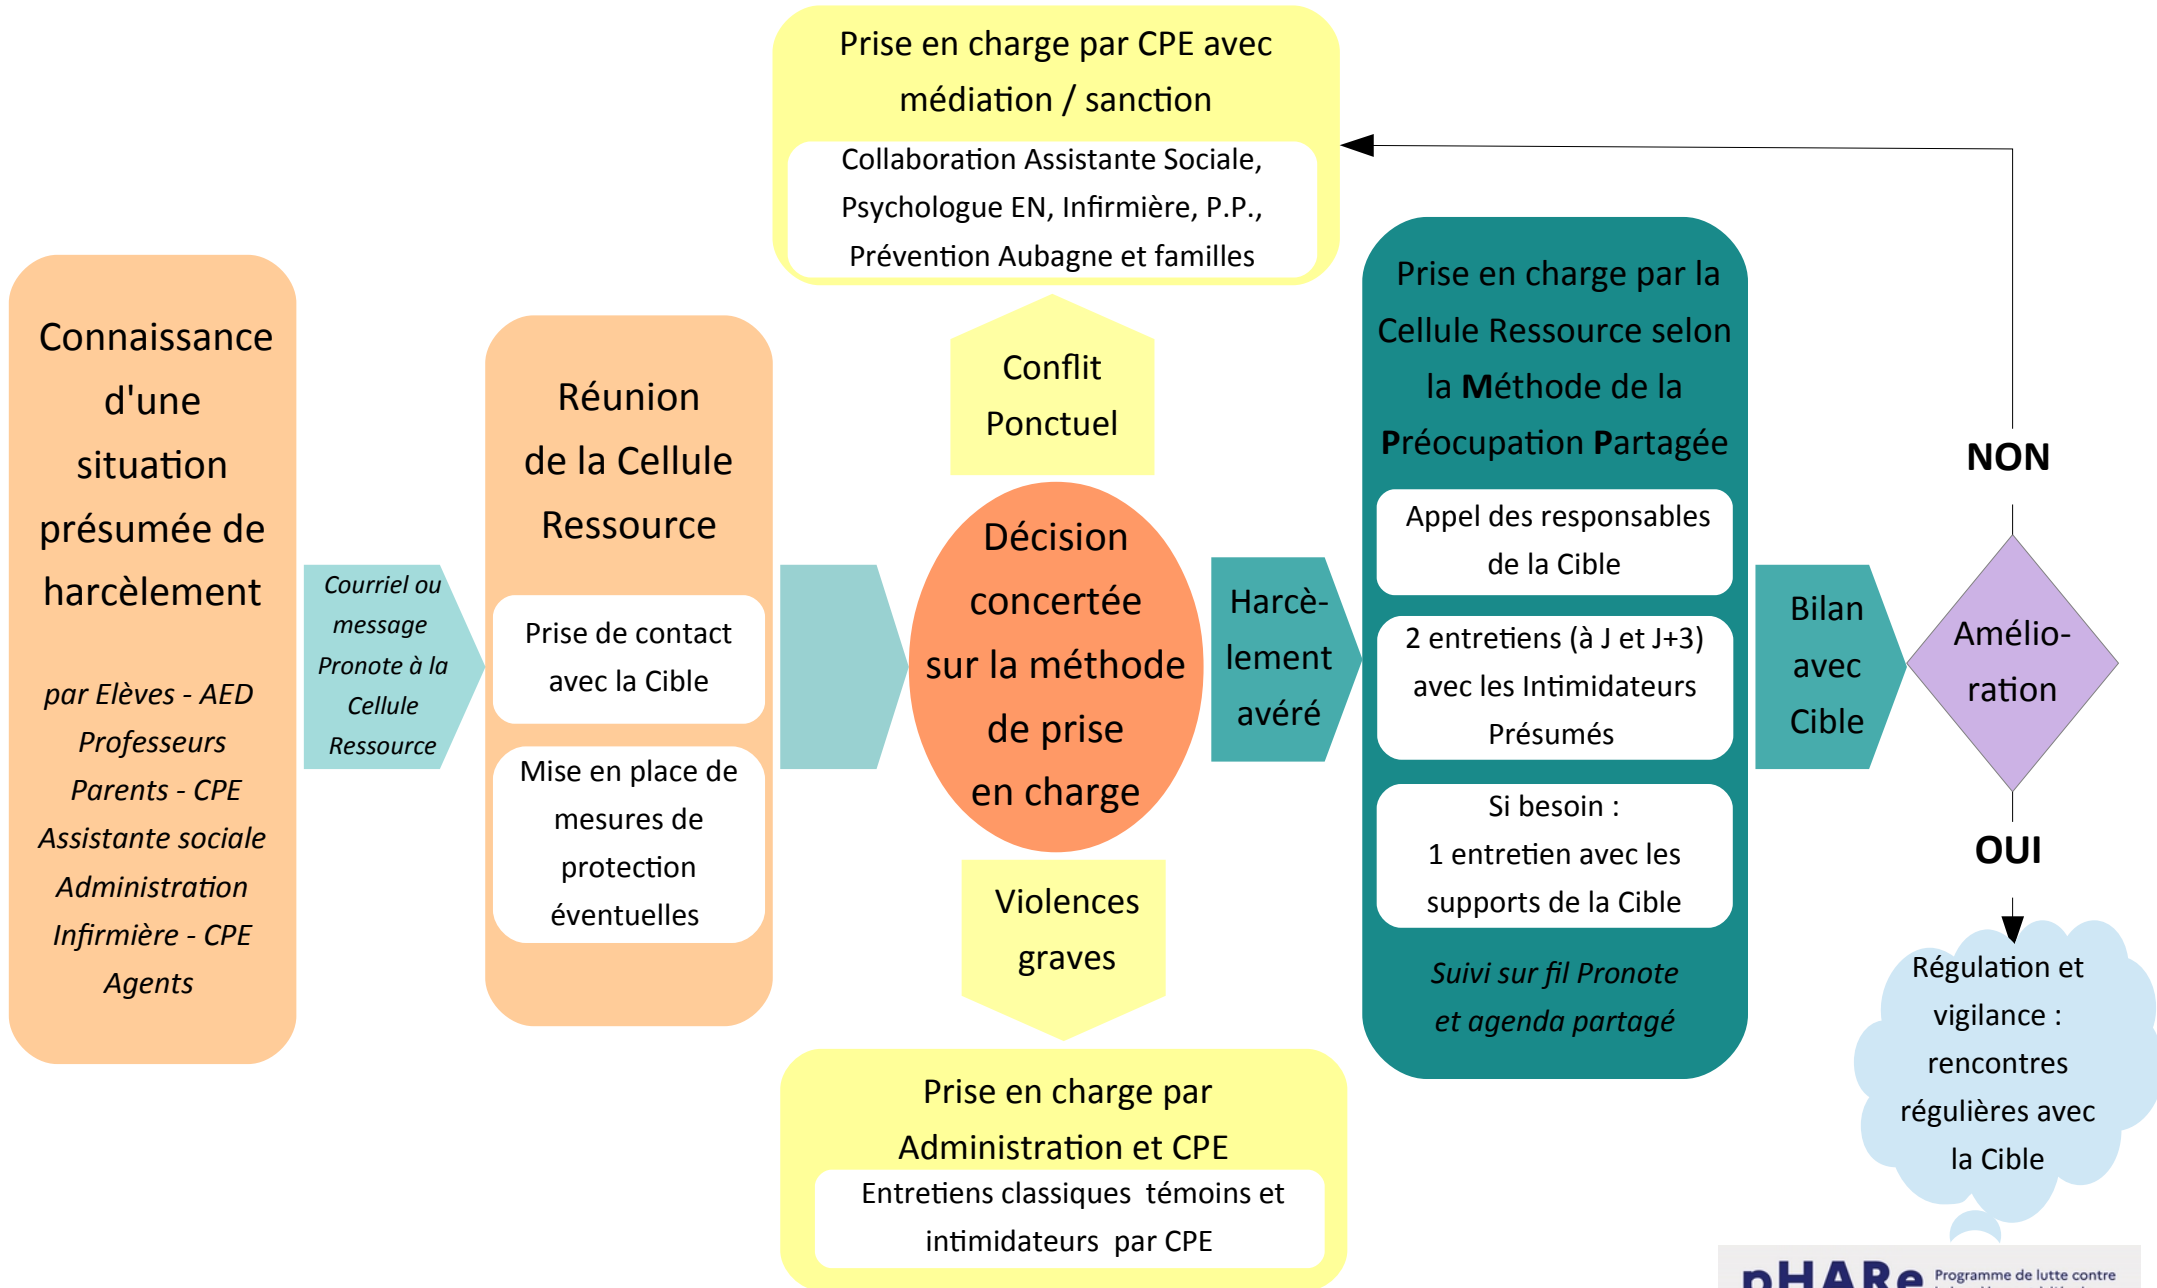 Connaissance
d'une
situation
présumée de
harcèlement
par Elèves - AED
Professeurs
Parents - CPE
Assistante sociale
Administration
Infirmière - CPE
Agents
Courriel ou
message
Pronote à la
Cellule
Ressource
Réunion
de la Cellule
Ressource
Prise de contact
avec la Cible
Mise en place de
mesures de
protection
éventuelles
Décision
concertée
sur la méthode
de prise
en charge
Conflit
Ponctuel
Prise en charge par CPE avec
médiation / sanction
Collaboration Assistante Sociale,
Psychologue EN, Infirmière, P.P.,
Prévention Aubagne et familles
Violences
graves
Prise en charge par
Administration et CPE
Entretiens classiques témoins et
intimidateurs par CPE
Harcè-
lement
avéré
Prise en charge par la
Cellule Ressource selon
la Méthode de la
Préocupation Partagée
Appel des responsables
de la Cible
2 entretiens (à J et J+3)
avec les Intimidateurs
Présumés
Si besoin :
1 entretien avec les
supports de la Cible
Suivi sur fil Pronote
et agenda partagé
Bilan
avec
Cible
Amélio-
ration
NON
OUI
Régulation et
vigilance :
rencontres
régulières avec
la Cible
pHARe
Programme de lutte contre